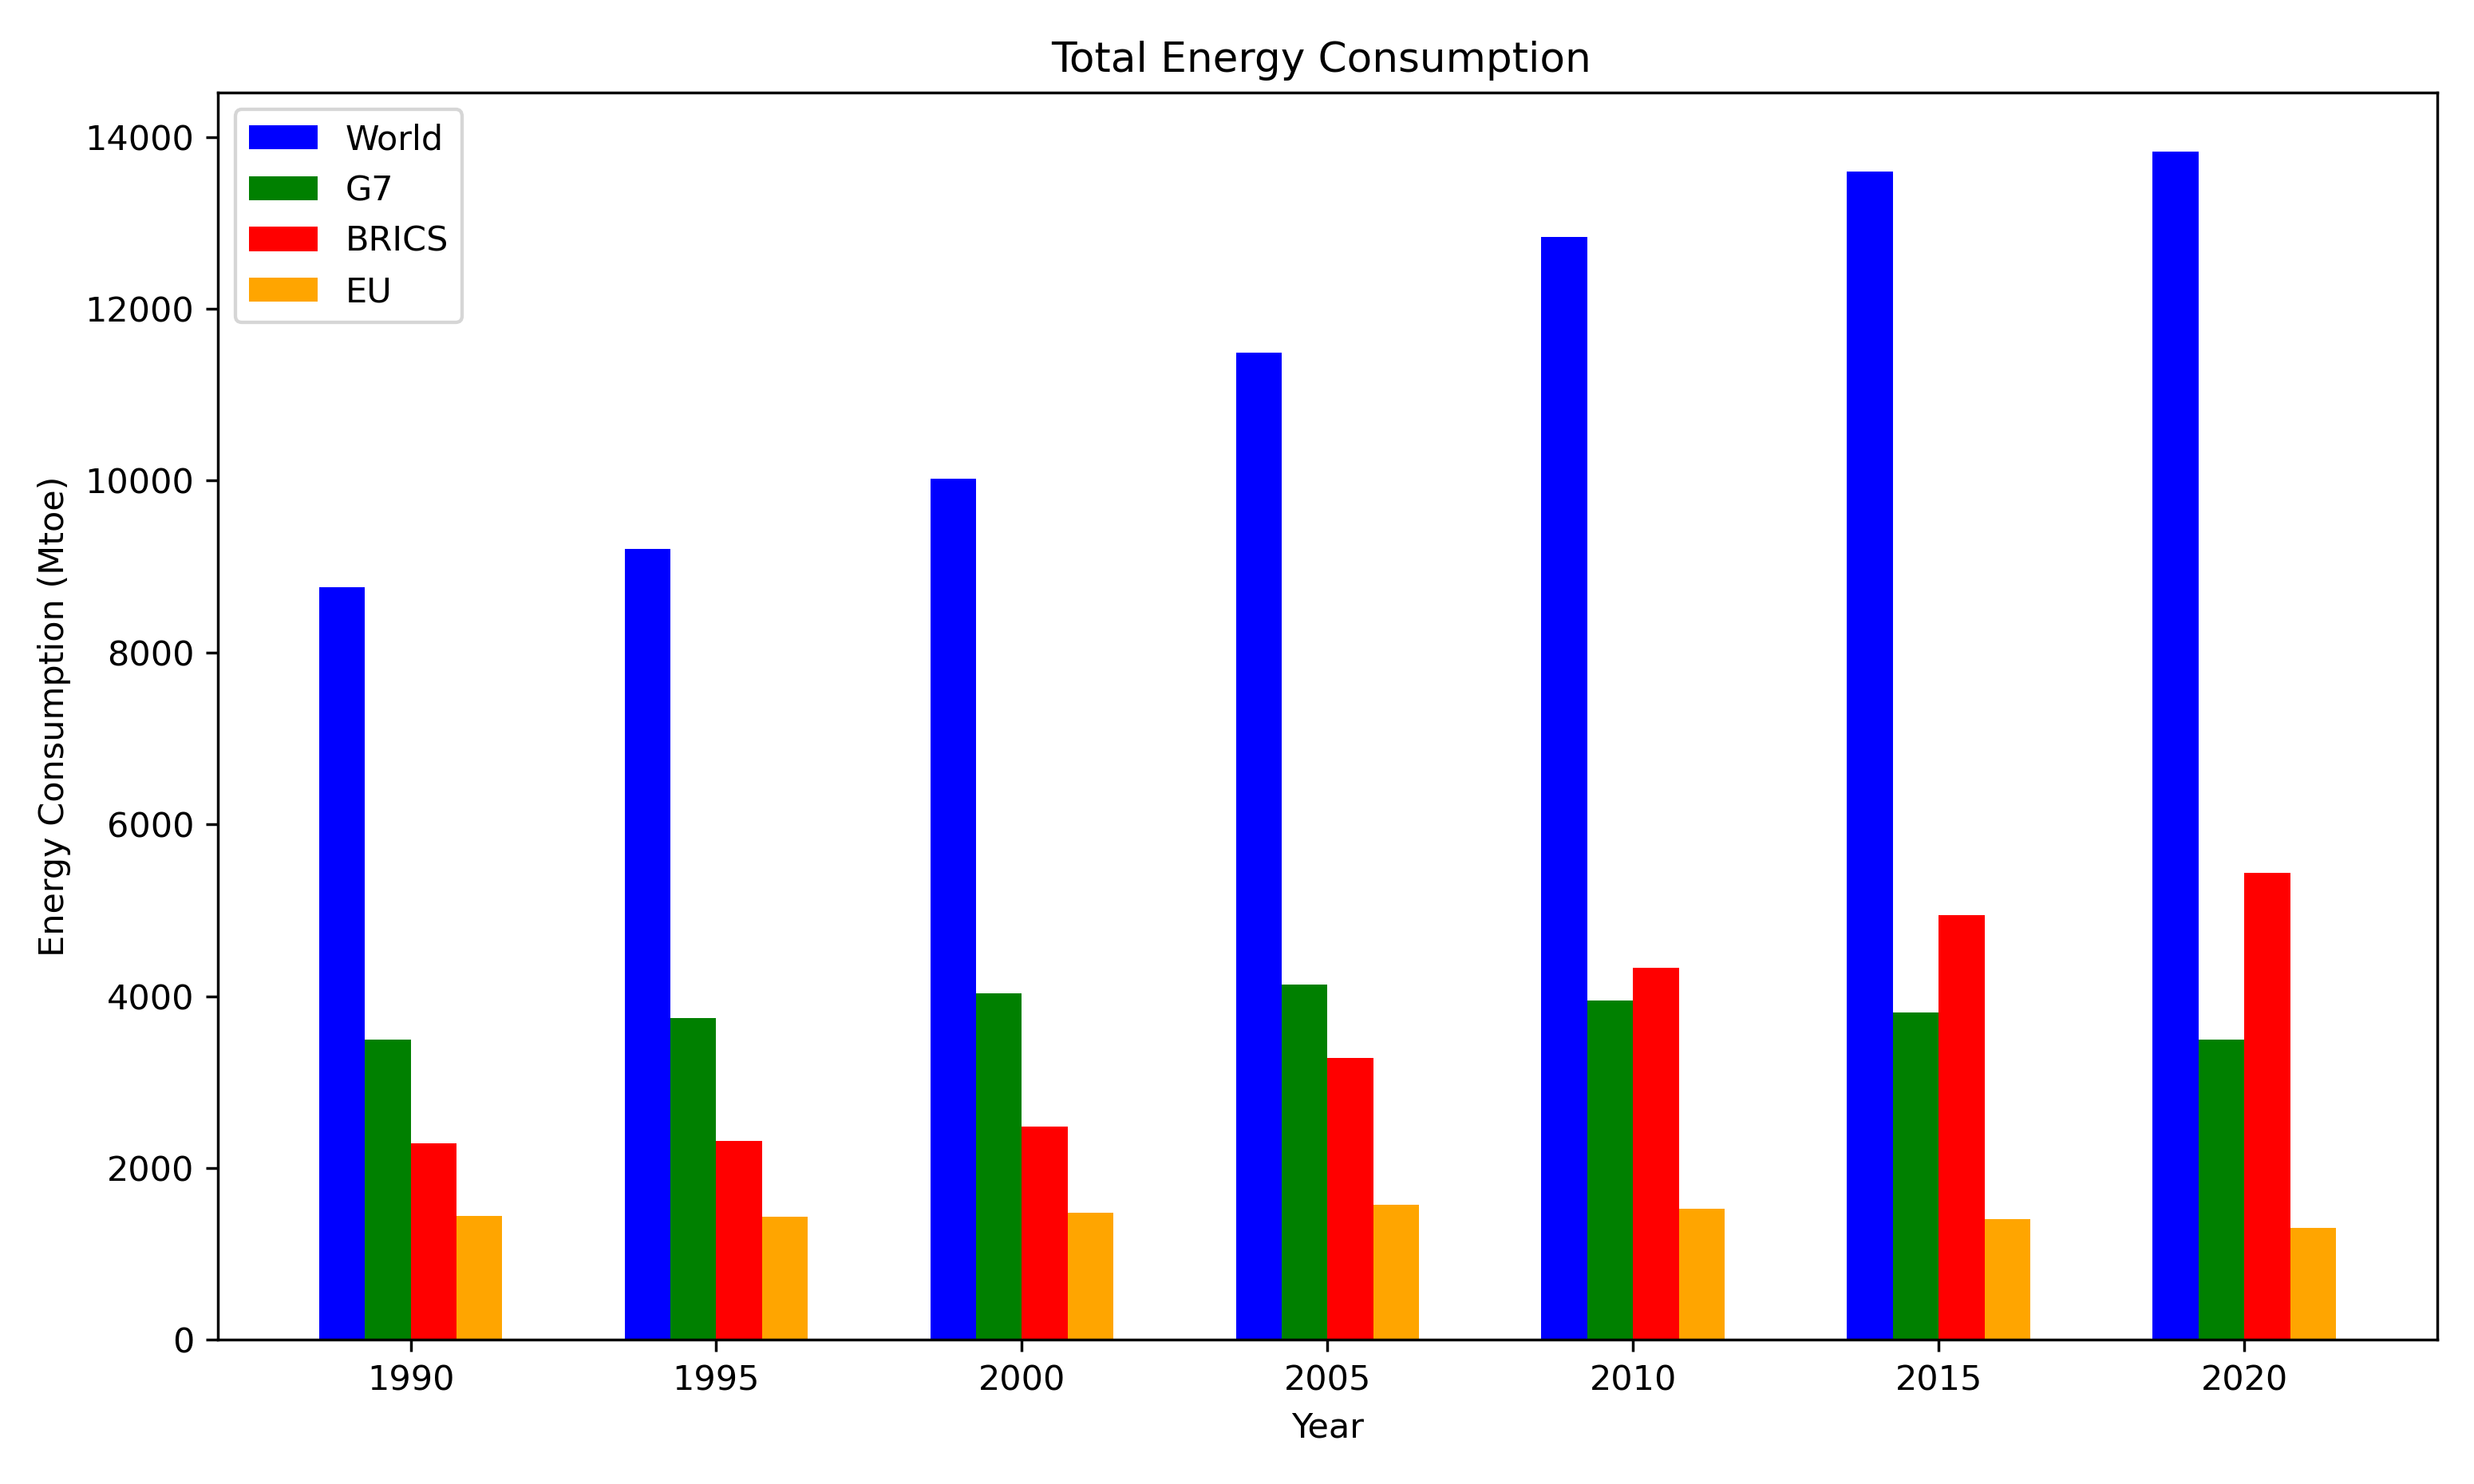 Total Energy Consumption
World
G7
BRICS
EU
Energy Consumption (Mtoe)
14000
12000
10000
8000
6000
4000
2000
0
1990 1995 2000 2005 2010 2015 2020
Year